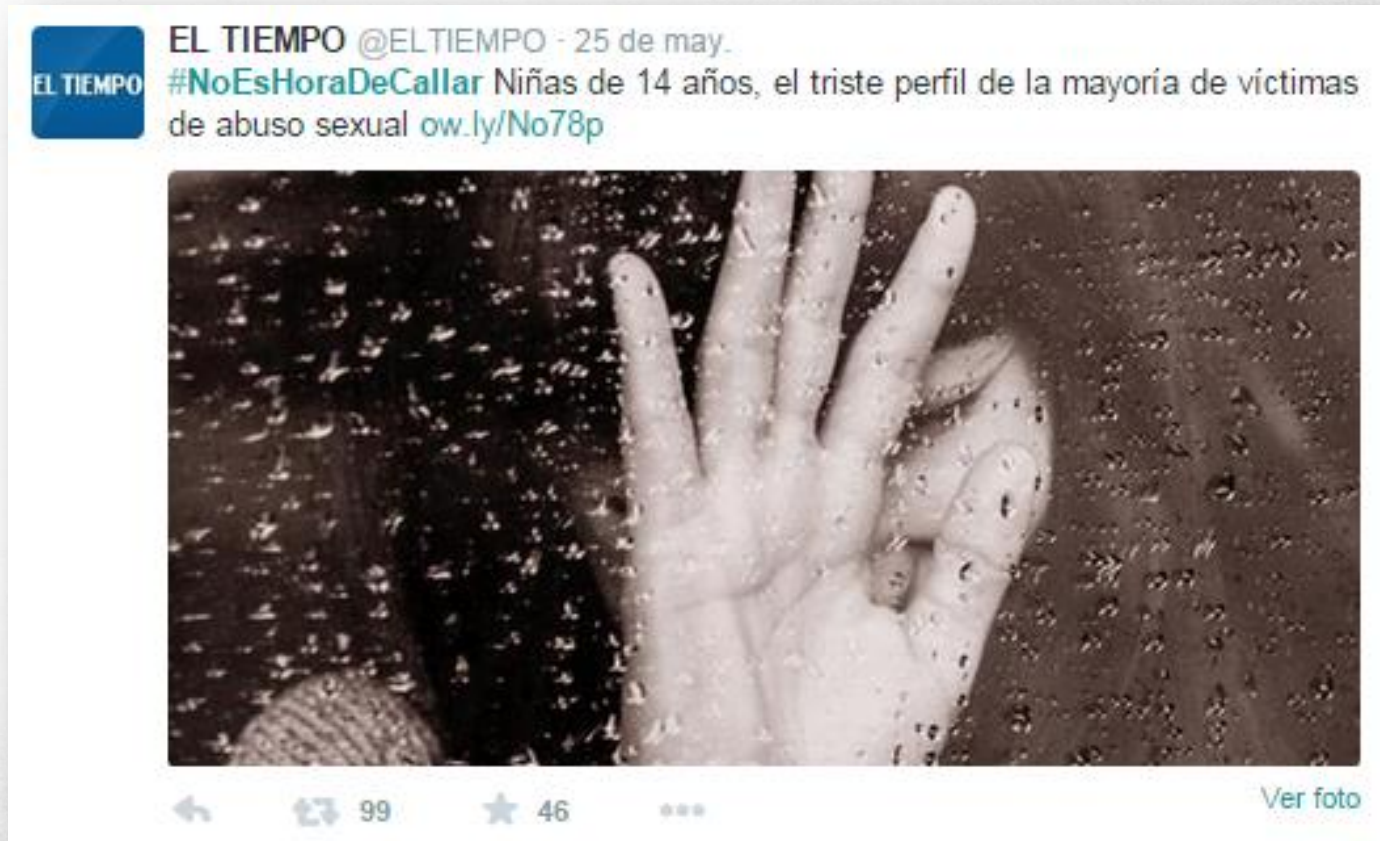 EL TIEMPO
EL TIEMPO @ELTIEMPO · 25 de may.
#NoEsHoraDeCallar Niñas de 14 años, el triste perfil de la mayoría de víctimas
de abuso sexual ow.ly/No78p
99 46
Ver foto